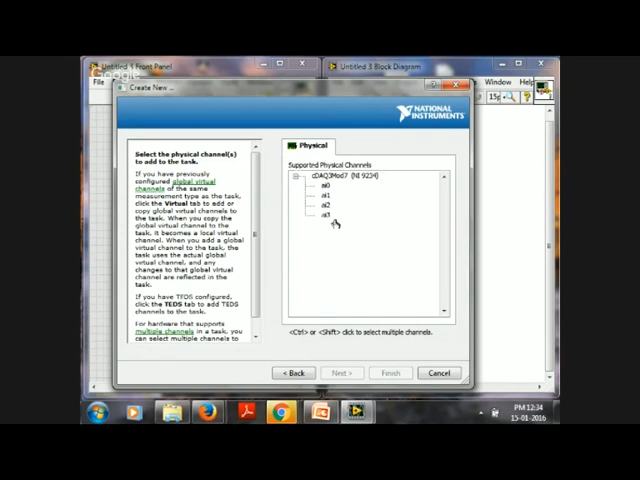 Untitled 3 Front Panel
Untitled 3 Block Diagram
Google
File
Window
Help
15p
Create New ...
NATIONAL
INSTRUMENTS
Select the physical channel(s)
to add to the task.
If you have previously
configured global virtual
channels of the same
measurement type as the task,
click the Virtual tab to add or
copy global virtual channels to
the task. When you copy the
global virtual channel to the
task, it becomes a local virtual
channel. When you add a global
virtual channel to the task, the
task uses the actual global
virtual channel, and any
changes to that global virtual
channel are reflected in the
task.
If you have TEDS configured,
click the TEDS tab to add TEDS
channels to the task.
For hardware that supports
multiple channels in a task, you
can select multiple channels to
Physical
Supported Physical Channels
cDAQ3Mod7 (NI 9234)
ai0
ai1
ai2
ai3
<Ctrl> or <Shift> click to select multiple channels.
< Back
Next >
Finish
Cancel
PM 12:34
15-01-2016